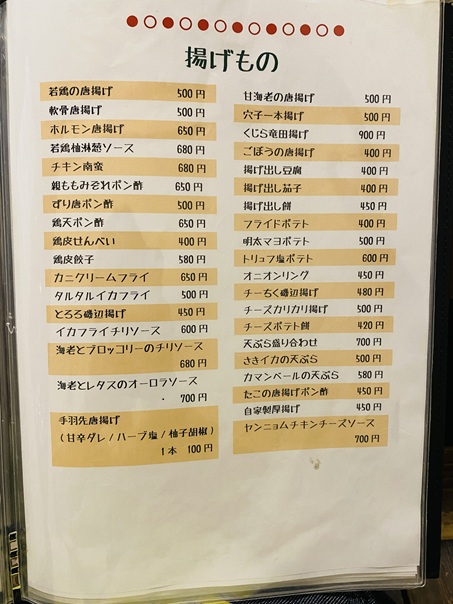 揚げもの
若鶏の唐揚げ 500円
軟骨唐揚げ 500円
ホルモン唐揚げ 650円
若鶏柚淋葱ソース 680円
チキン南蛮 680円
親ももみぞれポン酢 650円
ずり唐ポン酢 500円
鶏天ポン酢 650円
鶏皮せんべい 400円
鶏皮餃子 580円
カニクリームフライ 650円
タルタルイカフライ 500円
とろろ磯辺揚げ 450円
イカフライチリソース 600円
海老とブロッコリーのチリソース
680円
海老とレタスのオーロラソース
700円
手羽先唐揚げ
(甘辛ダレ/ハーブ塩/柚子胡椒)
1本 100円
甘海老の唐揚げ 500円
穴子一本揚げ 500円
くじら竜田揚げ 900円
ごぼうの唐揚げ 400円
揚げ出し豆腐 400円
揚げ出し茄子 400円
揚げ出し餅 450円
フライドポテト 400円
明太マヨポテト 500円
トリュフ塩ポテト 600円
オニオンリング 450円
チーちく磯辺揚げ 480円
チーズカリカリ揚げ 500円
チーズポテト餅 420円
天ぷら盛り合わせ 700円
さきイカの天ぷら 500円
カマンベールの天ぷら 580円
たこの唐揚げポン酢 450円
自家製厚揚げ 450円
ヤンニョムチキンチーズソース
700円